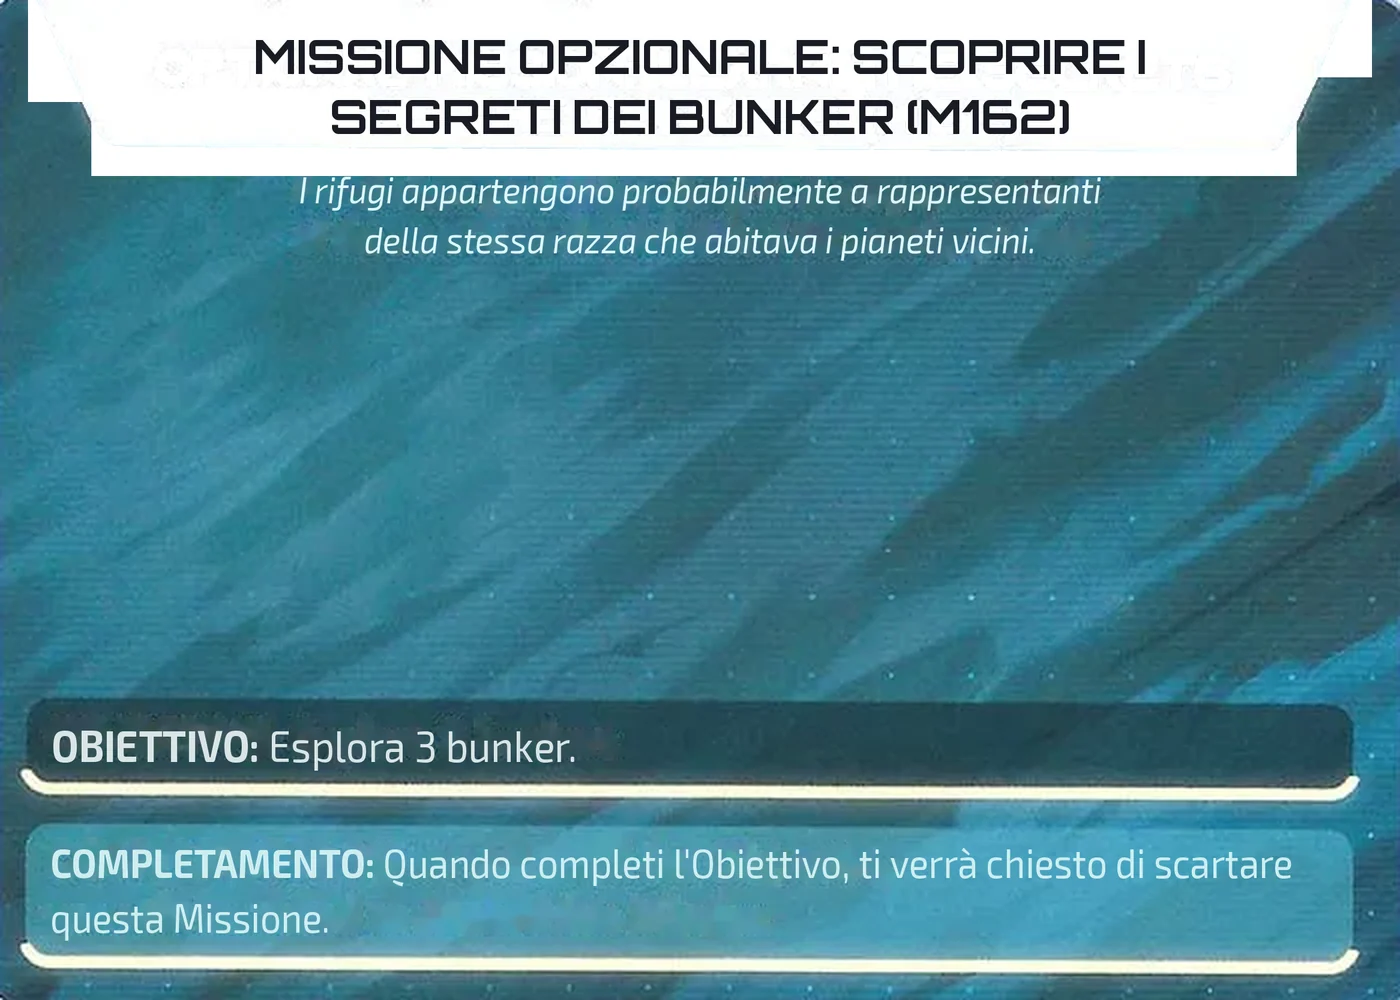 MISSIONE OPZIONALE: SCOPRIRE I
SEGRETI DEI BUNKER (M162)
I rifugi appartengono probabilmente a rappresentanti
della stessa razza che abitava i pianeti vicini.
OBIETTIVO: Esplora 3 bunker.
COMPLETAMENTO: Quando completi l'Obiettivo, ti verrà chiesto di scartare
questa Missione.